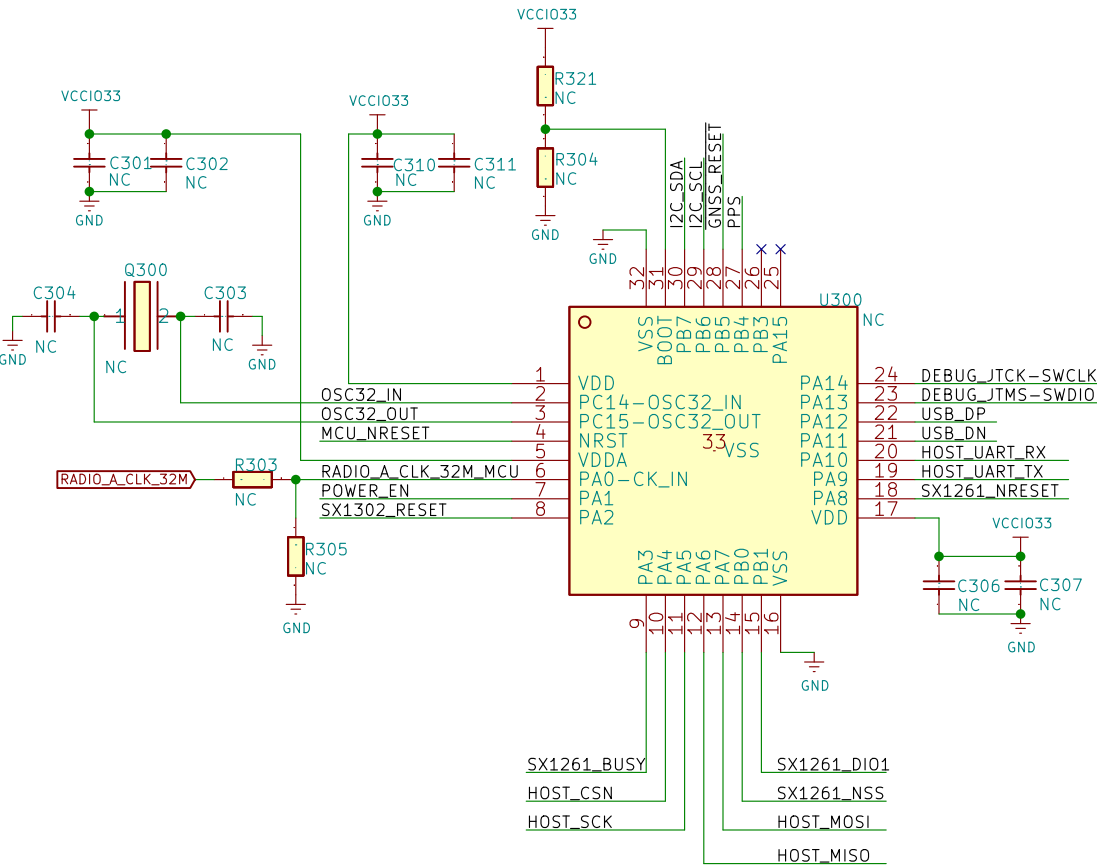 VCCIO33
R321
NC
VCCIO33
VCCIO33
C301
NC
C302
NC
C310
NC
C311
NC
R304
NC
GND
GND
GND
GND
I2C_SDA
I2C_SCL
GNSS_RESET
PPS
32
31
30
29
28
27
26
25
Q300
C304
NC
1
2
NC
C303
NC
GND
GND
U300
NC
VSS
BOOT
PB7
PB6
PB5
PB4
PB3
PA15
1 VDD
OSC32_IN 2 PC14-OSC32_IN
OSC32_OUT 3 PC15-OSC32_OUT
MCU_NRESET 4 NRST
5 VDDA
RADIO_A_CLK_32M_MCU 6 PA0-CK_IN
POWER_EN 7 PA1
SX1302_RESET 8 PA2
33 VSS
PA14 24 DEBUG_JTCK-SWCLK
PA13 23 DEBUG_JTMS-SWDIO
PA12 22 USB_DP
PA11 21 USB_DN
PA10 20 HOST_UART_RX
PA9 19 HOST_UART_TX
PA8 18 SX1261_NRESET
VDD 17
RADIO_A_CLK_32M
R303
NC
R305
NC
GND
VCCIO33
C306
NC
C307
NC
GND
PA3
PA4
PA5
PA6
PA7
PB0
PB1
VSS
9
10
11
12
13
14
15
16
GND
SX1261_BUSY
SX1261_DIO1
HOST_CSN
SX1261_NSS
HOST_SCK
HOST_MOSI
HOST_MISO